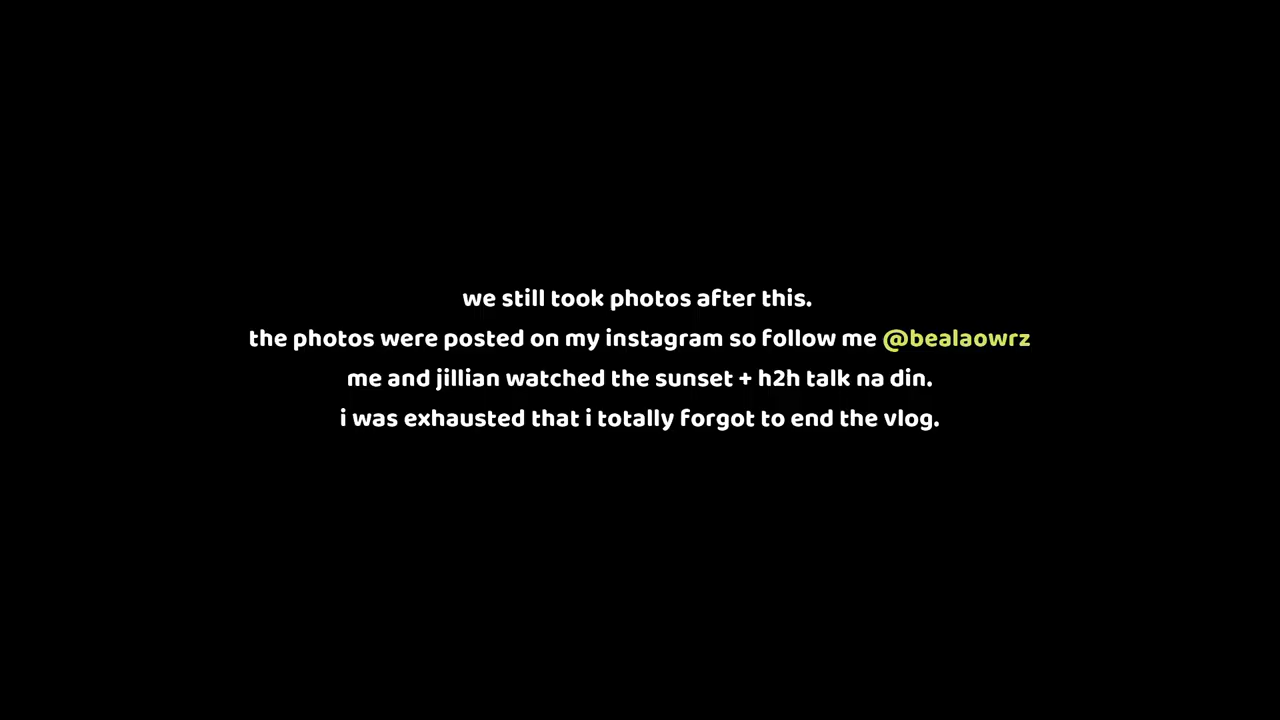 we still took photos after this.
the photos were posted on my instagram so follow me @bealaowrz
me and jillian watched the sunset + h2h talk na din.
i was exhausted that i totally forgot to end the vlog.